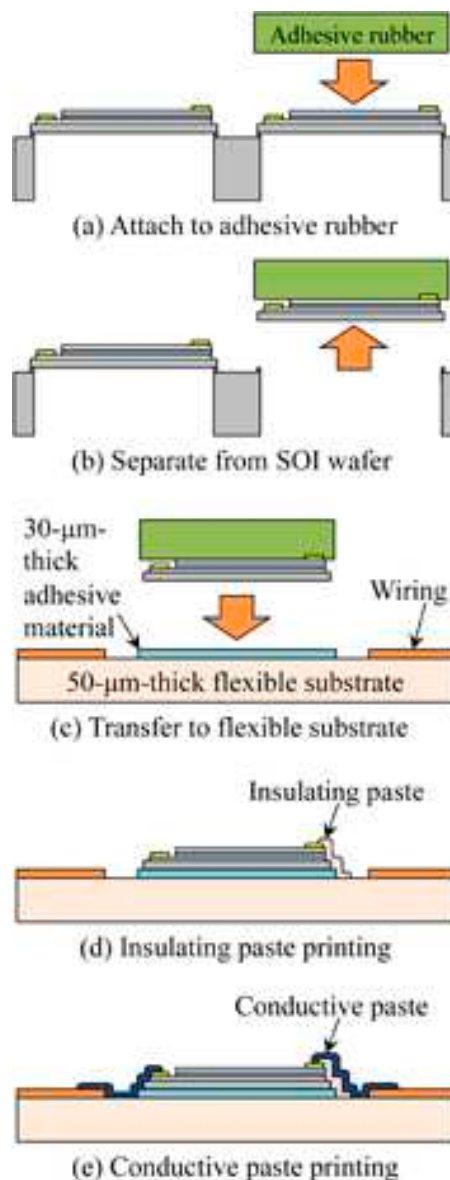 Adhesive rubber
(a) Attach to adhesive rubber
(b) Separate from SOI wafer
30-μm-
thick
adhesive
material
Wiring
50-μm-thick flexible substrate
(c) Transfer to flexible substrate
Insulating paste
(d) Insulating paste printing
Conductive paste
(e) Conductive paste printing